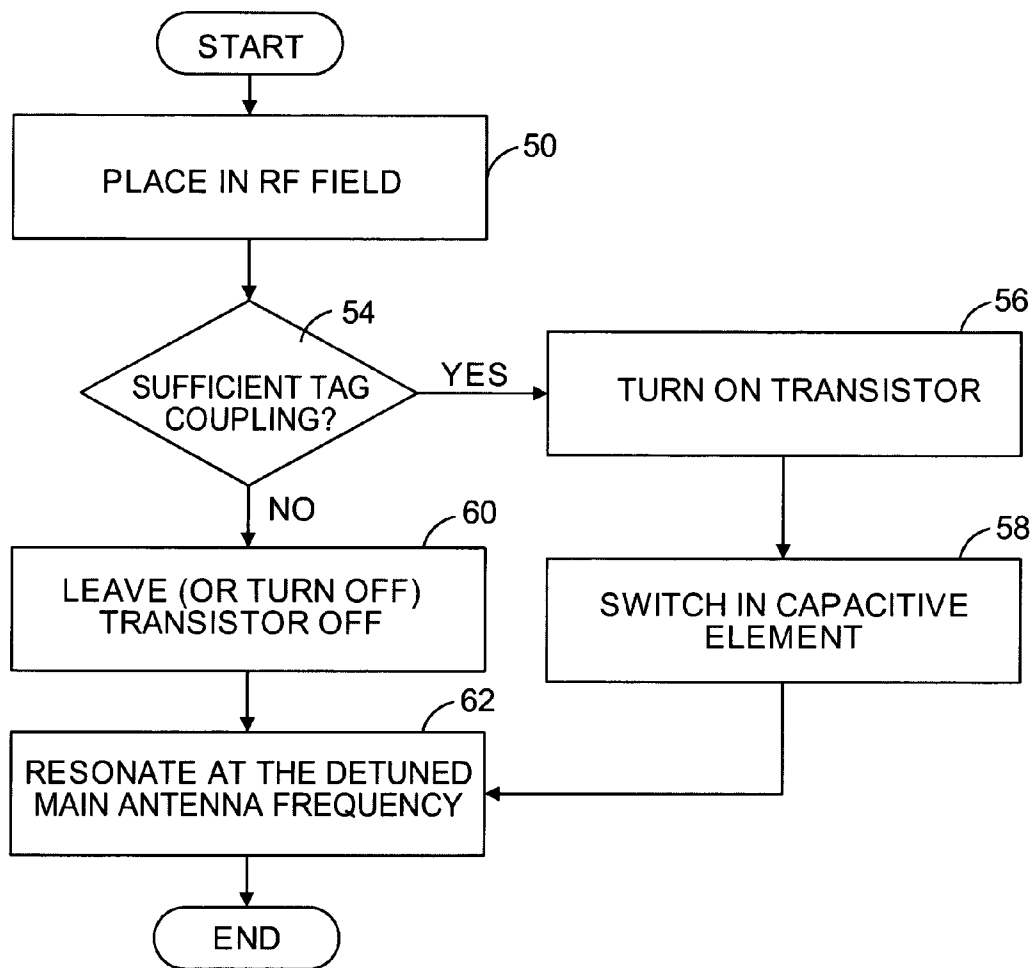 START
50
PLACE IN RF FIELD
54
SUFFICIENT TAG
COUPLING?
YES
56
TURN ON TRANSISTOR
58
SWITCH IN CAPACITIVE
ELEMENT
NO
60
LEAVE (OR TURN OFF)
TRANSISTOR OFF
62
RESONATE AT THE DETUNED
MAIN ANTENNA FREQUENCY
END